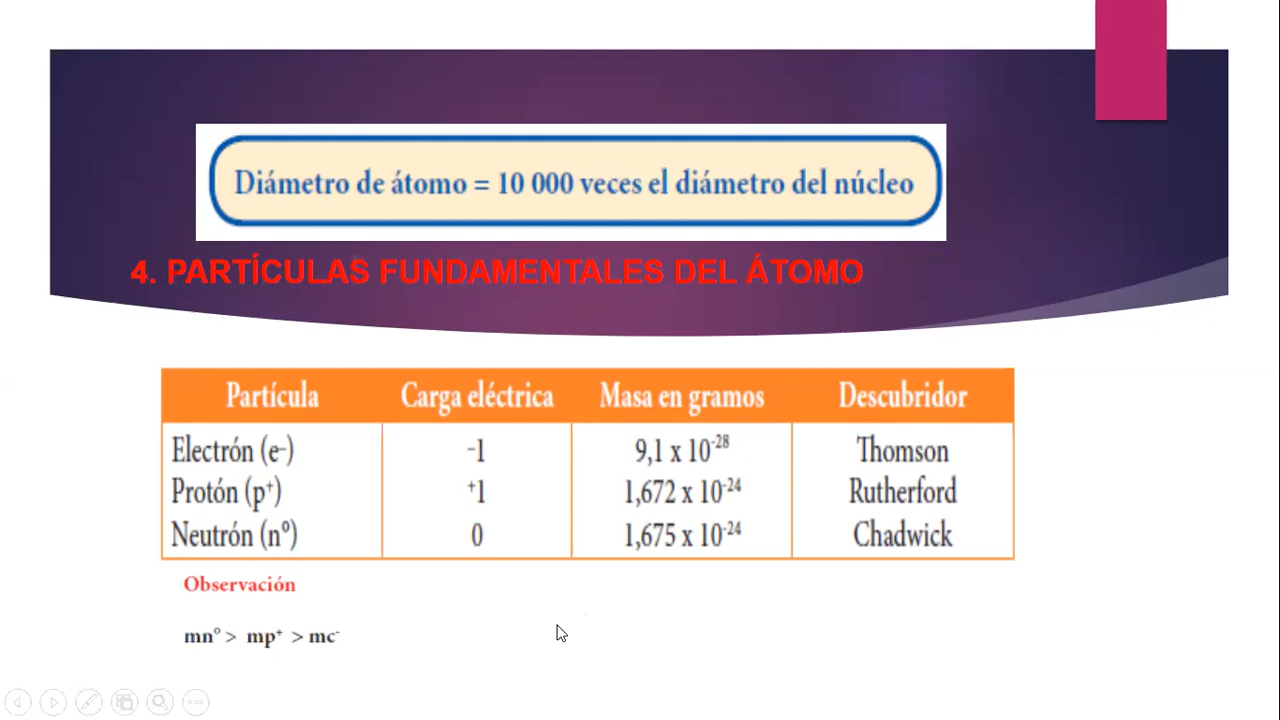 Diámetro de átomo = 10 000 veces el diámetro del núcleo
4. PARTÍCULAS FUNDAMENTALES DEL ÁTOMO
Partícula Carga eléctrica Masa en gramos Descubridor
Electrón (e⁻) ⁻1 9,1 x 10⁻²⁸ Thomson
Protón (p⁺) ⁺1 1,672 x 10⁻²⁴ Rutherford
Neutrón (nº) 0 1,675 x 10⁻²⁴ Chadwick
Observación
mnº > mp⁺ > mc⁻